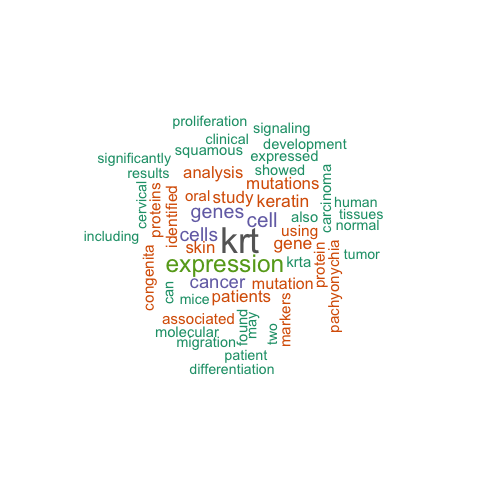 proliferation
signaling
clinical
development
squamous
expressed
significantly
showed
results
analysis
carcinoma
mutations
proteins
cervical
identified
oral
study
keratin
human
genes
cell
also
tissues
normal
including
cells
krt
using
skin
gene
protein
pachyonychia
tumor
expression
krta
congenita
can
cancer
mutation
mice
patients
markers
associated
found
may
two
molecular
migration
patient
differentiation